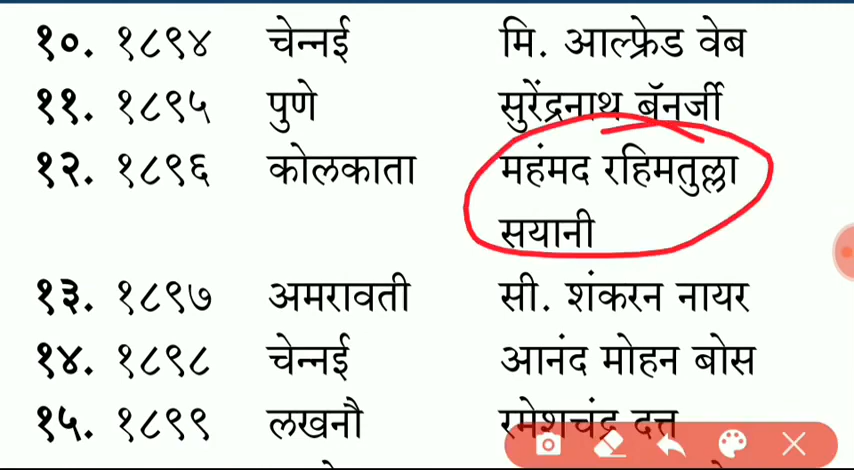 १०. १८९४ चेन्नई मि. आल्फ्रेड वेब
११. १८९५ पुणे सुरेंद्रनाथ बॅनर्जी
१२. १८९६ कोलकाता महंमद रहिमतुल्ला
सयानी
१३. १८९७ अमरावती सी. शंकरन नायर
१४. १८९८ चेन्नई आनंद मोहन बोस
१५. १८९९ लखनौ रमेशचंद्र दत्त